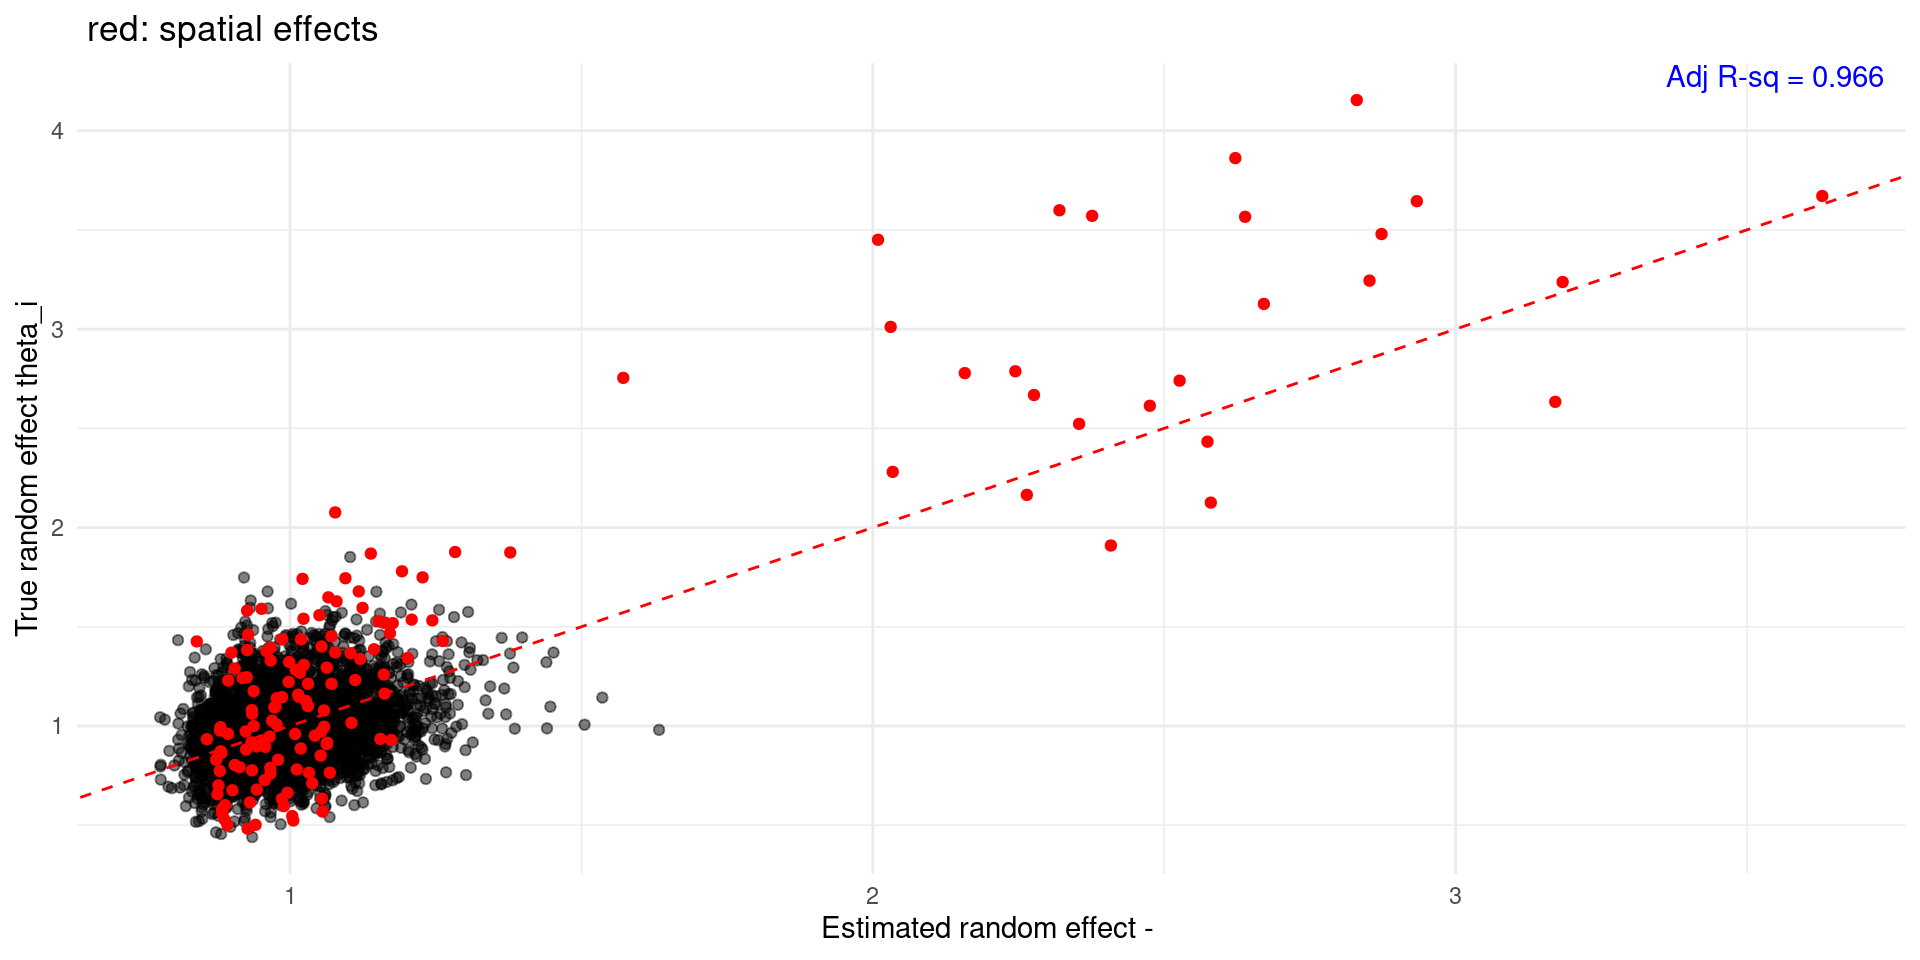 red: spatial effects
Adj R-sq = 0.966
True random effect theta_i
4
3
2
1
1
2
3
Estimated random effect -